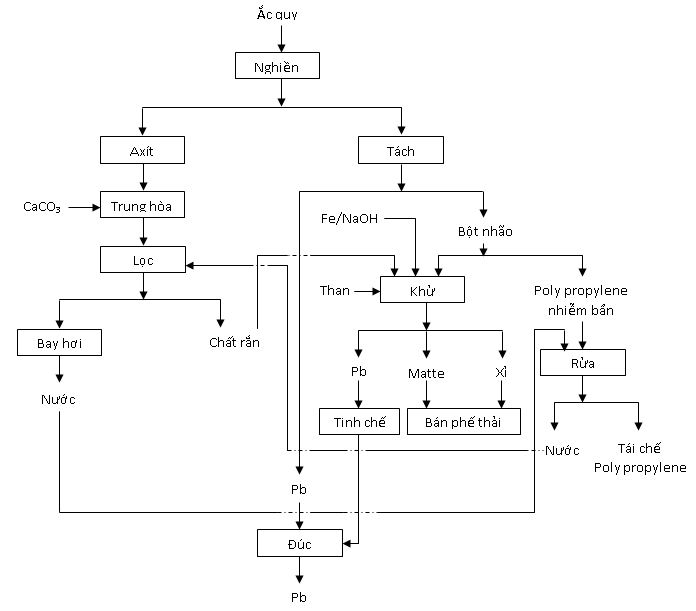 Ắc quy
Nghiền
Axít
Tách
CaCO₃
Trung hòa
Fe/NaOH
Bột nhão
Lọc
Than
Khử
Poly propylene
nhiễm bẩn
Bay hơi
Chất rắn
Rửa
Pb
Matte
Xỉ
Nước
Tinh chế
Bán phế thải
Nước
Tái chế
Poly propylene
Pb
Đúc
Pb